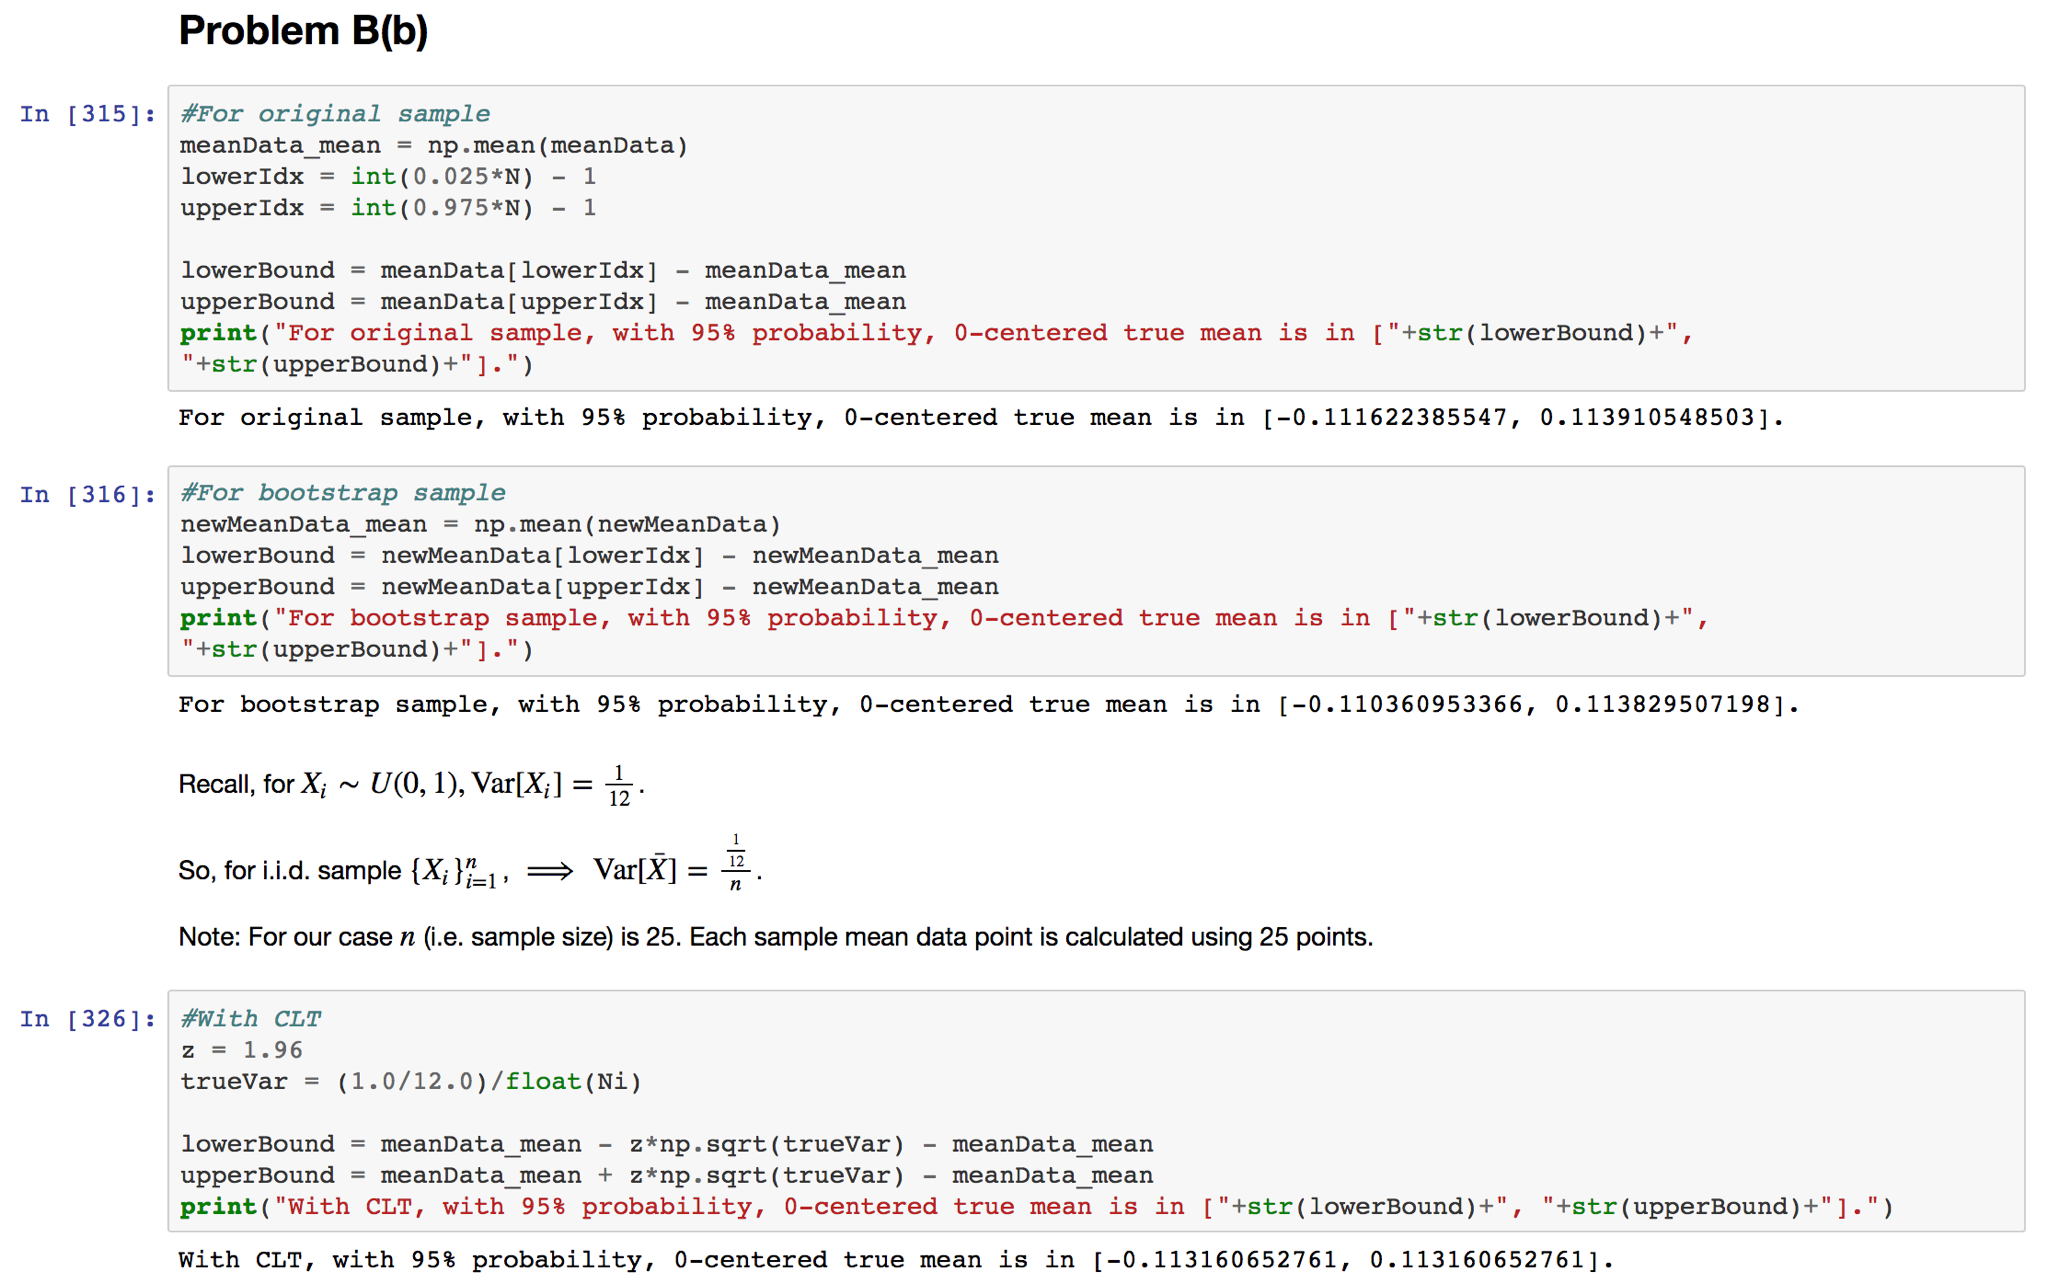 Problem B(b)
In [315]:
#For original sample
meanData_mean = np.mean(meanData)
lowerIdx = int(0.025*N) - 1
upperIdx = int(0.975*N) - 1
lowerBound = meanData[lowerIdx] - meanData_mean
upperBound = meanData[upperIdx] - meanData_mean
print("For original sample, with 95% probability, 0-centered true mean is in ["+str(lowerBound)+",
"+str(upperBound)+"].")
For original sample, with 95% probability, 0-centered true mean is in [-0.111622385547, 0.113910548503].
In [316]:
#For bootstrap sample
newMeanData_mean = np.mean(newMeanData)
lowerBound = newMeanData[lowerIdx] - newMeanData_mean
upperBound = newMeanData[upperIdx] - newMeanData_mean
print("For bootstrap sample, with 95% probability, 0-centered true mean is in ["+str(lowerBound)+",
"+str(upperBound)+"].")
For bootstrap sample, with 95% probability, 0-centered true mean is in [-0.110360953366, 0.113829507198].
Recall, for $X_i \sim U(0, 1), \text{Var}[X_i] = \frac{1}{12}$.
So, for i.i.d. sample $\{X_i\}_{i=1}^n, \implies \text{Var}[\bar{X}] = \frac{\frac{1}{12}}{n}$.
Note: For our case $n$ (i.e. sample size) is 25. Each sample mean data point is calculated using 25 points.
In [326]:
#With CLT
z = 1.96
trueVar = (1.0/12.0)/float(Ni)
lowerBound = meanData_mean - z*np.sqrt(trueVar) - meanData_mean
upperBound = meanData_mean + z*np.sqrt(trueVar) - meanData_mean
print("With CLT, with 95% probability, 0-centered true mean is in ["+str(lowerBound)+", "+str(upperBound)+"].")
With CLT, with 95% probability, 0-centered true mean is in [-0.113160652761, 0.113160652761].